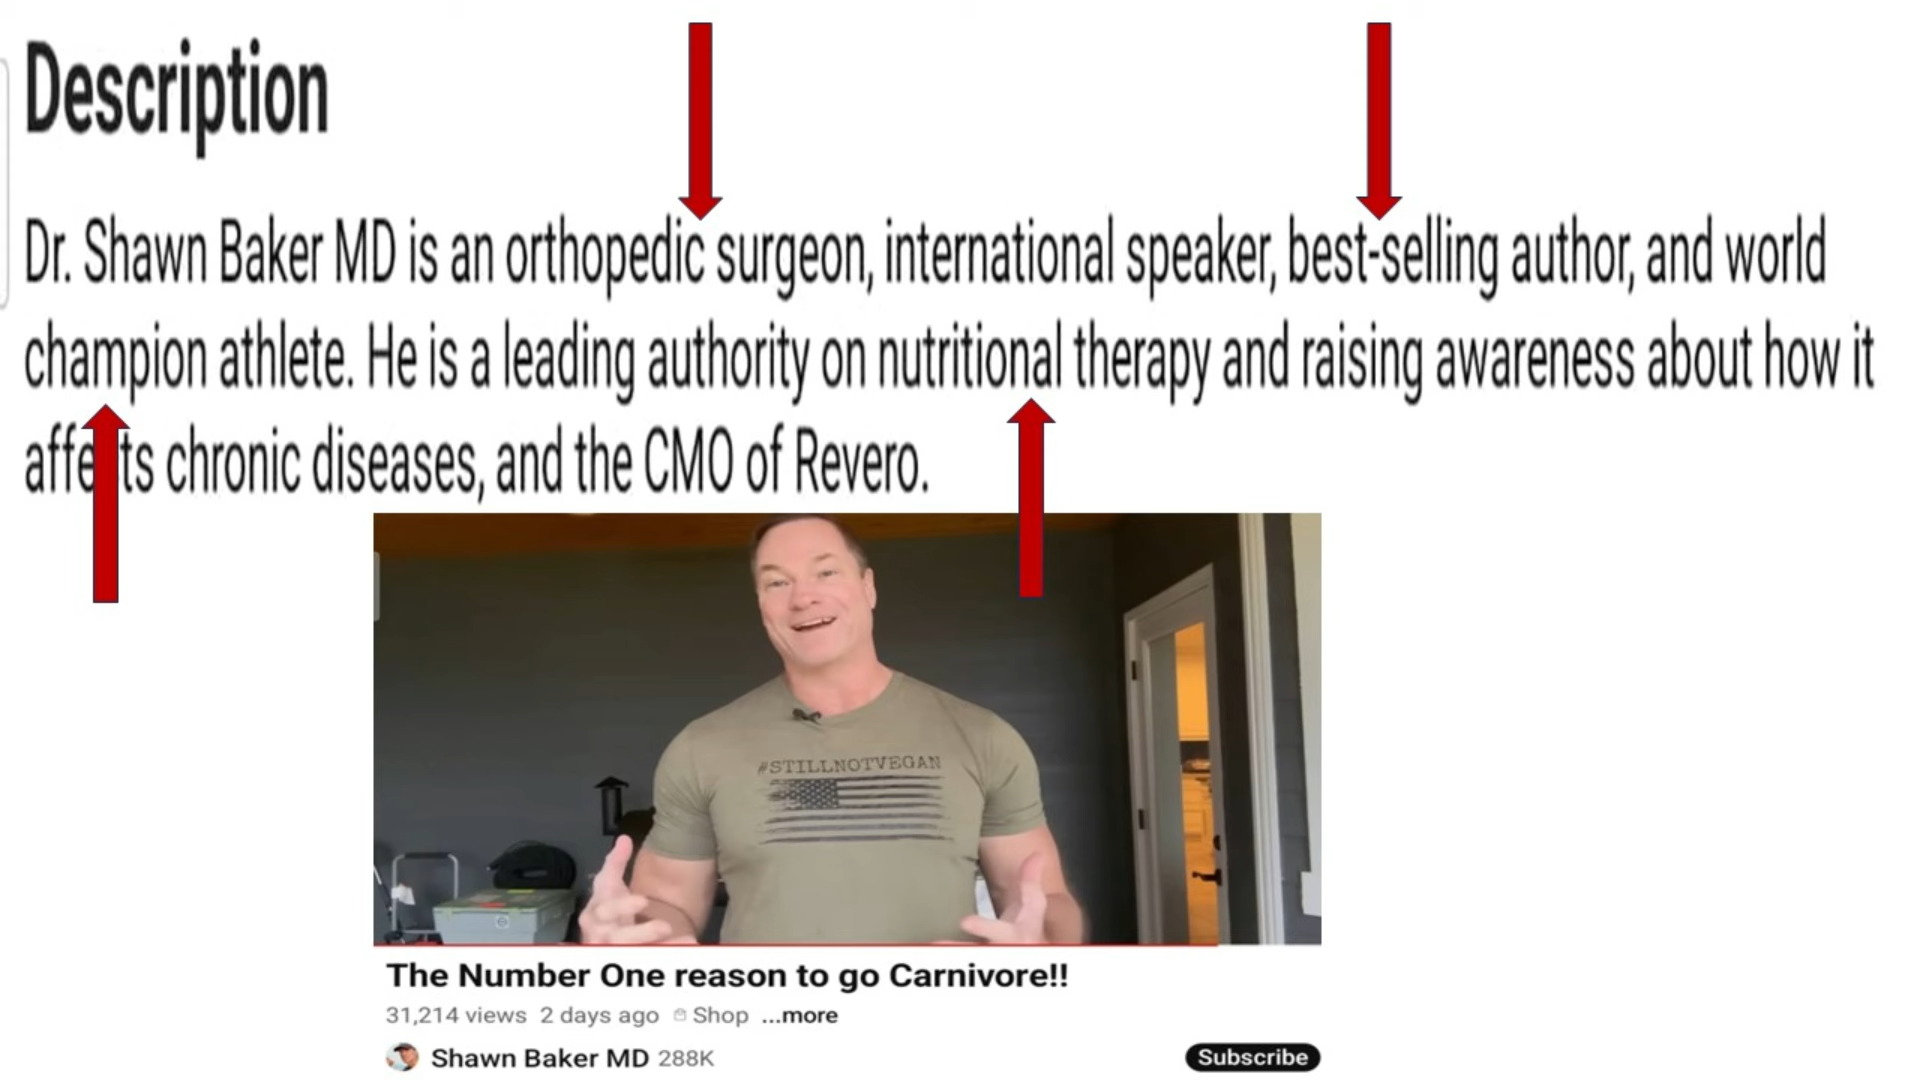 Description
Dr. Shawn Baker MD is an orthopedic surgeon, international speaker, best-selling author, and world
champion athlete. He is a leading authority on nutritional therapy and raising awareness about how it
affects chronic diseases, and the CMO of Revero.
#STILLNOTVEGAN
The Number One reason to go Carnivore!!
31,214 views 2 days ago Shop ...more
Shawn Baker MD 288K
Subscribe